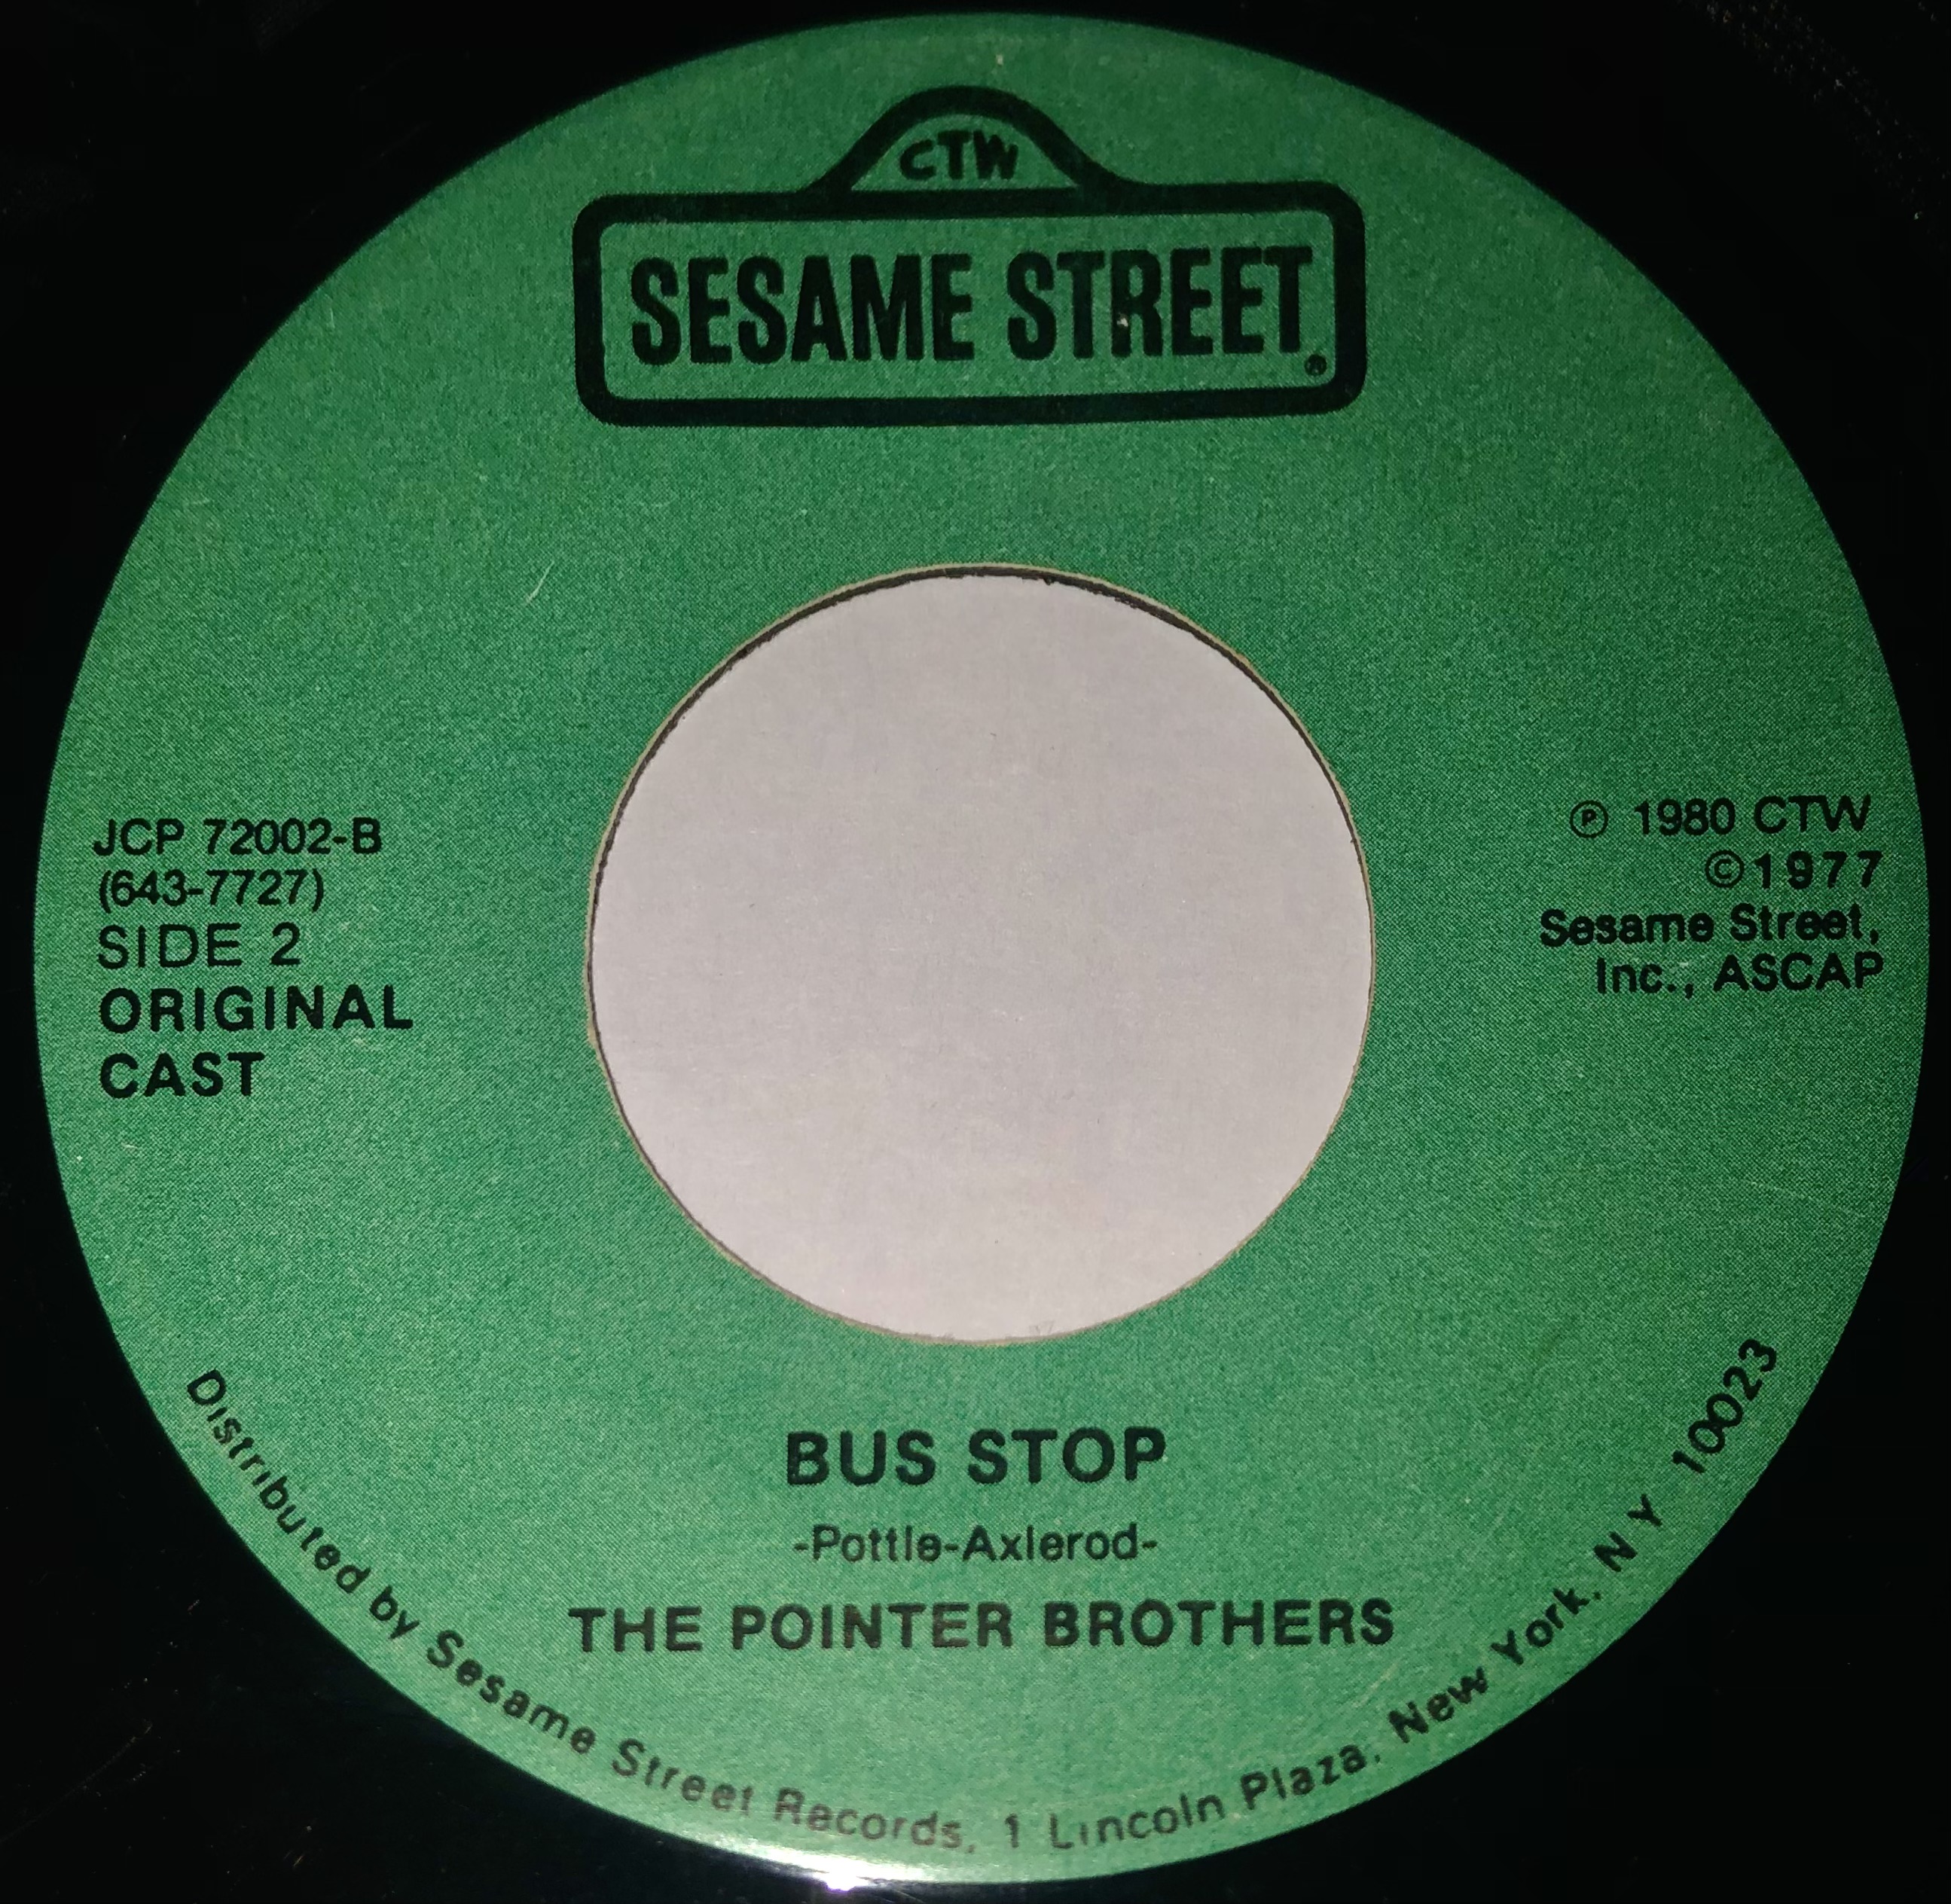 CTW
SESAME STREET®
JCP 72002-B
(643-7727)
SIDE 2
ORIGINAL
CAST
℗ 1980 CTW
©1977
Sesame Street,
Inc., ASCAP
BUS STOP
-Pottle-Axlerod-
THE POINTER BROTHERS
Distributed by Sesame Street Records, 1 Lincoln Plaza, New York, N Y 10023